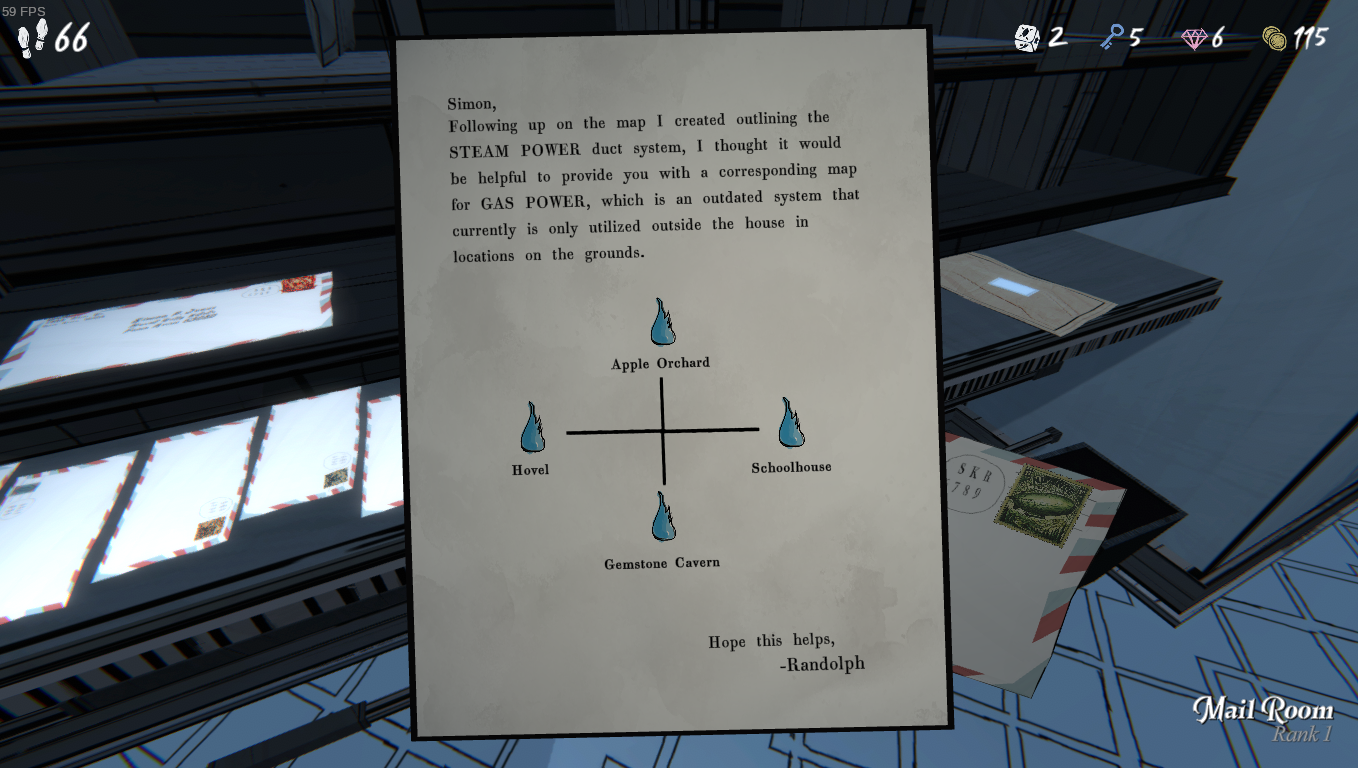 59 FPS
66
2
5
6
115
Simon,
Following up on the map I created outlining the
STEAM POWER duct system, I thought it would
be helpful to provide you with a corresponding map
for GAS POWER, which is an outdated system that
currently is only utilized outside the house in
locations on the grounds.
Apple Orchard
Hovel
Schoolhouse
Gemstone Cavern
Hope this helps,
-Randolph
SKR
789
Mail Room
Rank 1